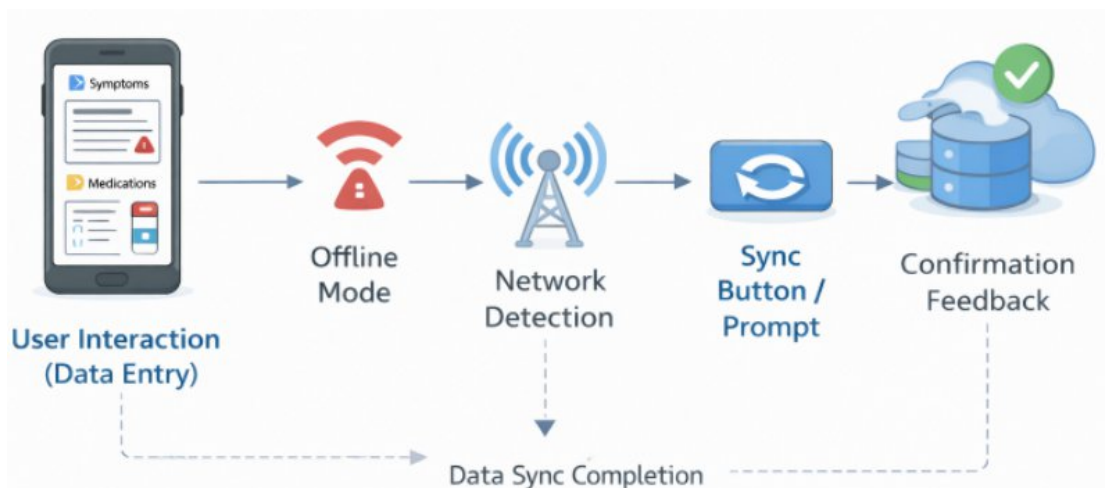 Symptoms
Medications
Offline
Mode
Network
Detection
Sync
Button /
Prompt
Confirmation
Feedback
User Interaction
(Data Entry)
Data Sync Completion